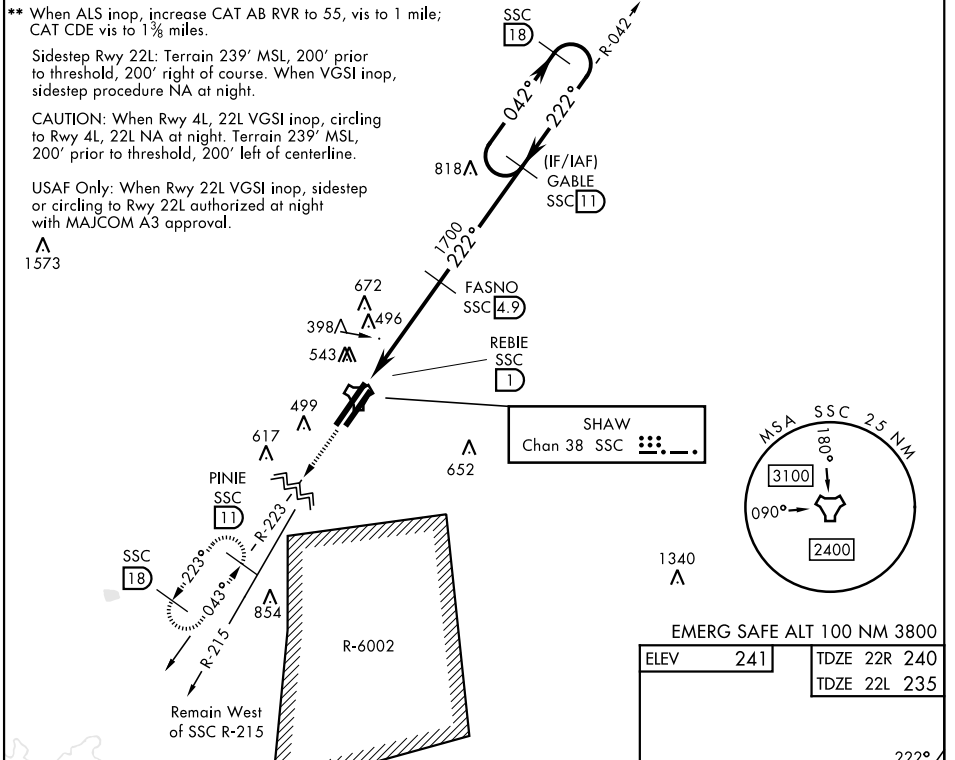 ** When ALS inop, increase CAT AB RVR to 55, vis to 1 mile;
CAT CDE vis to 1⅜ miles.
Sidestep Rwy 22L: Terrain 239' MSL, 200' prior
to threshold, 200' right of course. When VGSI inop,
sidestep procedure NA at night.
CAUTION: When Rwy 4L, 22L VGSI inop, circling
to Rwy 4L, 22L NA at night. Terrain 239' MSL,
200' prior to threshold, 200' left of centerline.
USAF Only: When Rwy 22L VGSI inop, sidestep
or circling to Rwy 22L authorized at night
with MAJCOM A3 approval.
1573
SSC
18
R-042
042°
222°
818
(IF/IAF)
GABLE
SSC 11
1700
222°
FASNO
SSC 4.9
672
496
398
543
REBIE
SSC
1
499
617
SHAW
Chan 38 SSC
652
PINIE
SSC
11
R-223
SSC
18
223°
043°
854
R-215
R-6002
Remain West
of SSC R-215
MSA SSC 25 NM
180°
3100
090°
2400
1340
EMERG SAFE ALT 100 NM 3800
ELEV 241
TDZE 22R 240
TDZE 22L 235
222°